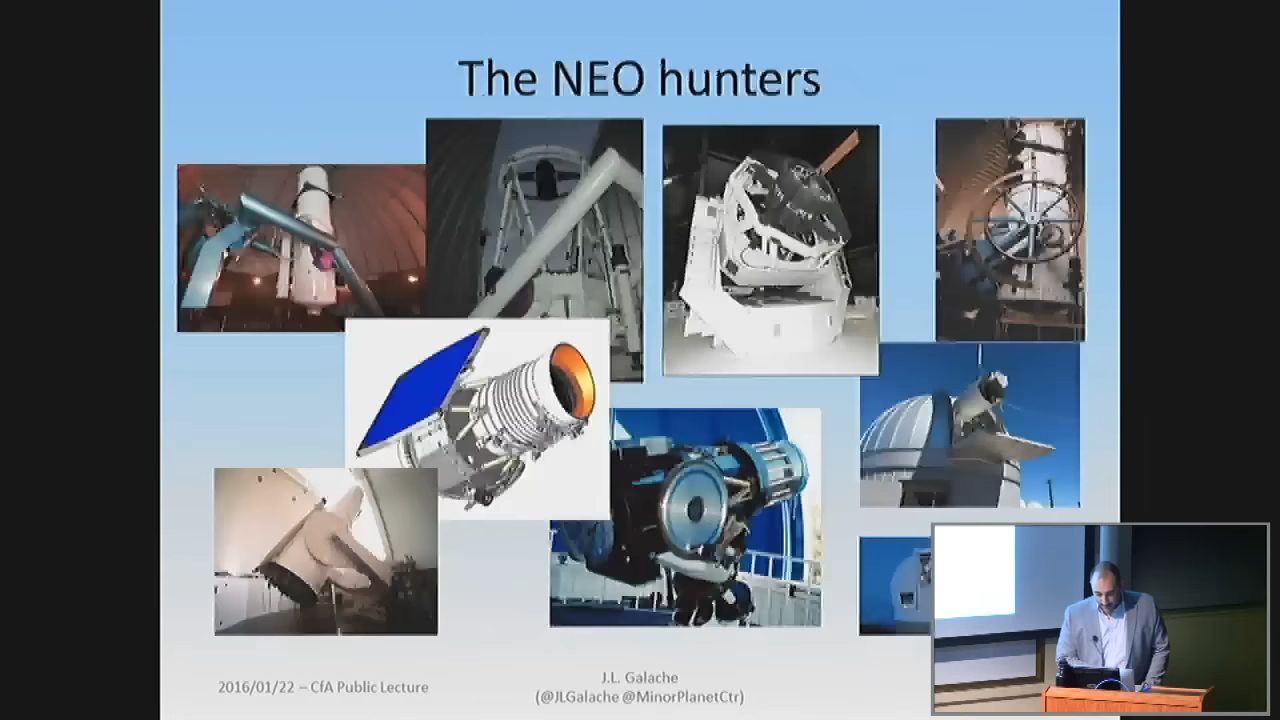 The NEO hunters
2016/01/22 – CfA Public Lecture
J.L. Galache
(@JLGalache @MinorPlanetCtr)